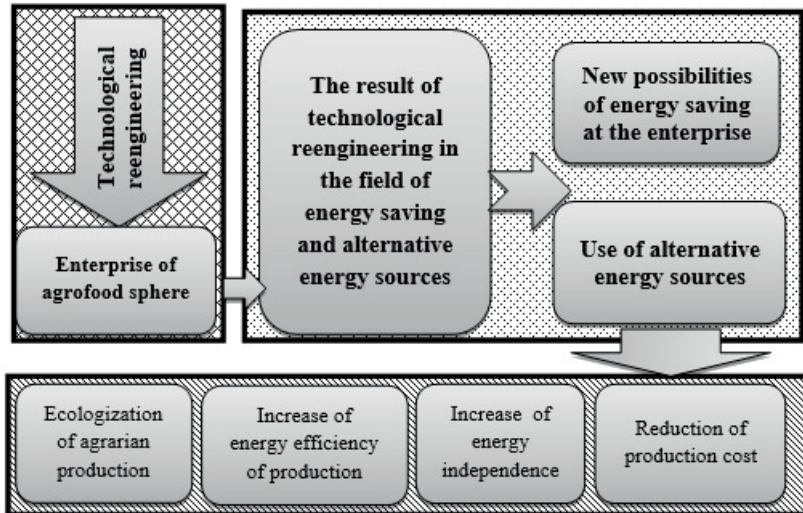 Technological
reengineering
Enterprise of
agrofood sphere
The result of
technological
reengineering in
the field of
energy saving
and alternative
energy sources
New possibilities
of energy saving
at the enterprise
Use of alternative
energy sources
Ecologization
of agrarian
production
Increase of
energy efficiency
of production
Increase of
energy
independence
Reduction of
production cost